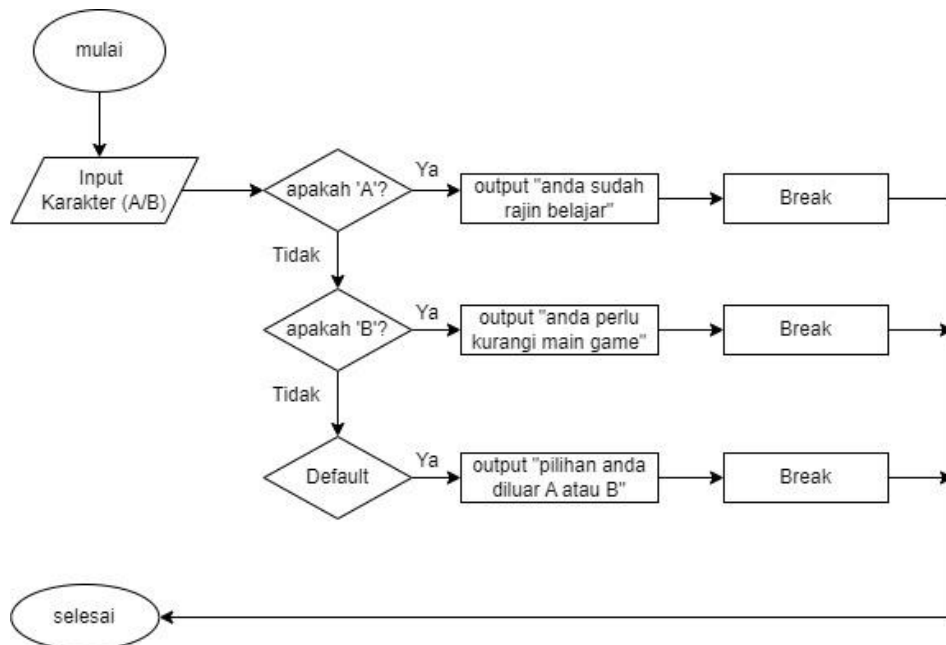 mulai
Input
Karakter (A/B)
apakah 'A'?
Ya
output "anda sudah
rajin belajar"
Break
Tidak
apakah 'B'?
Ya
output "anda perlu
kurangi main game"
Break
Tidak
Default
Ya
output "pilihan anda
diluar A atau B"
Break
selesai